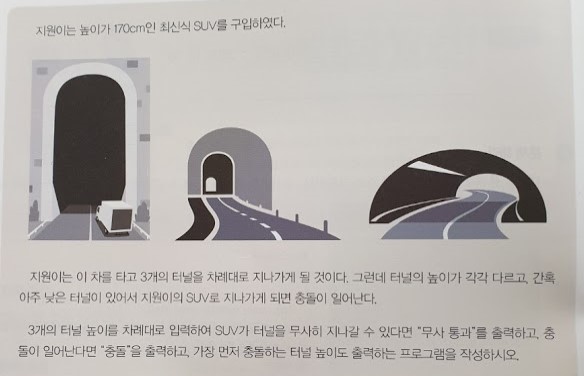 지원이는 높이가 170cm인 최신식 SUV를 구입하였다.
지원이는 이 차를 타고 3개의 터널을 차례대로 지나가게 될 것이다. 그런데 터널의 높이가 각각 다르고, 간혹
아주 낮은 터널이 있어서 지원이의 SUV로 지나가게 되면 충돌이 일어난다.
3개의 터널 높이를 차례대로 입력하여 SUV가 터널을 무사히 지나갈 수 있다면 "무사 통과"를 출력하고, 충
돌이 일어난다면 "충돌"을 출력하고, 가장 먼저 충돌하는 터널 높이도 출력하는 프로그램을 작성하시오.